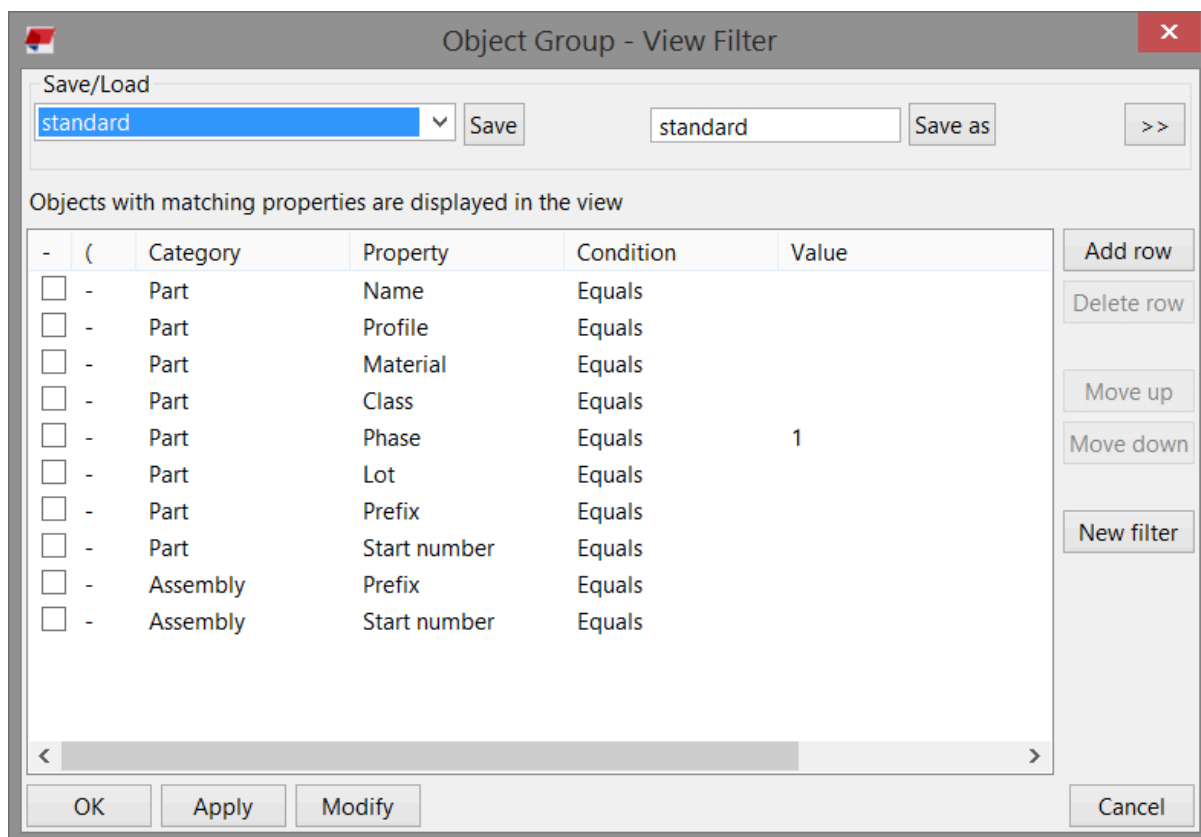 Object Group - View Filter
Save/Load
standard Save standard Save as >>
Objects with matching properties are displayed in the view
- ( Category Property Condition Value Add row
- Part Name Equals
Delete row
- Part Profile Equals
- Part Material Equals
- Part Class Equals Move up
- Part Phase Equals 1 Move down
- Part Lot Equals
- Part Prefix Equals
New filter
- Part Start number Equals
- Assembly Prefix Equals
- Assembly Start number Equals
OK Apply Modify Cancel